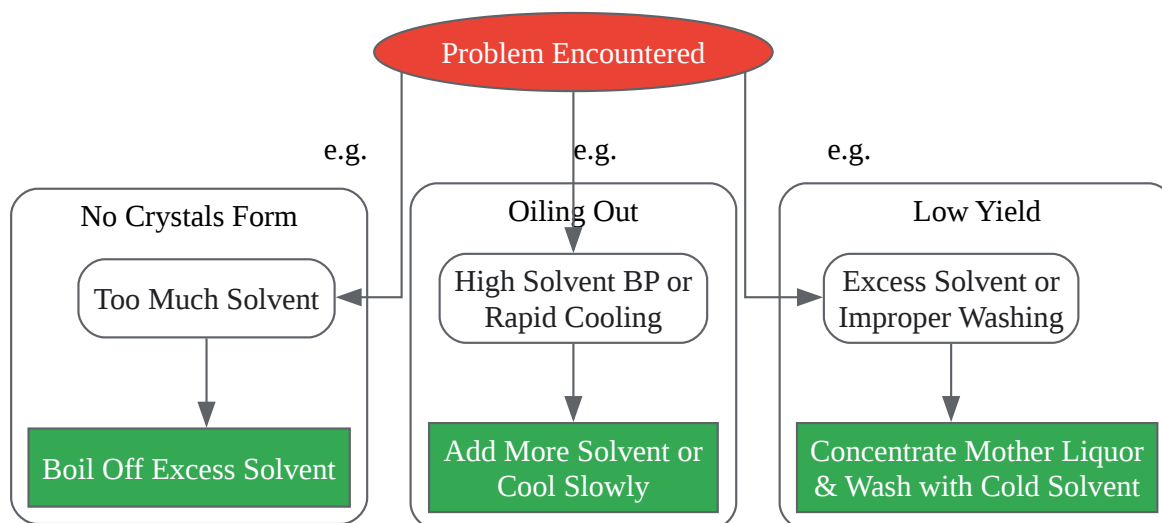 Problem Encountered
e.g.
e.g.
e.g.
No Crystals Form
Too Much Solvent
Boil Off Excess Solvent
Oiling Out
High Solvent BP or
Rapid Cooling
Add More Solvent or
Cool Slowly
Low Yield
Excess Solvent or
Improper Washing
Concentrate Mother Liquor
& Wash with Cold Solvent